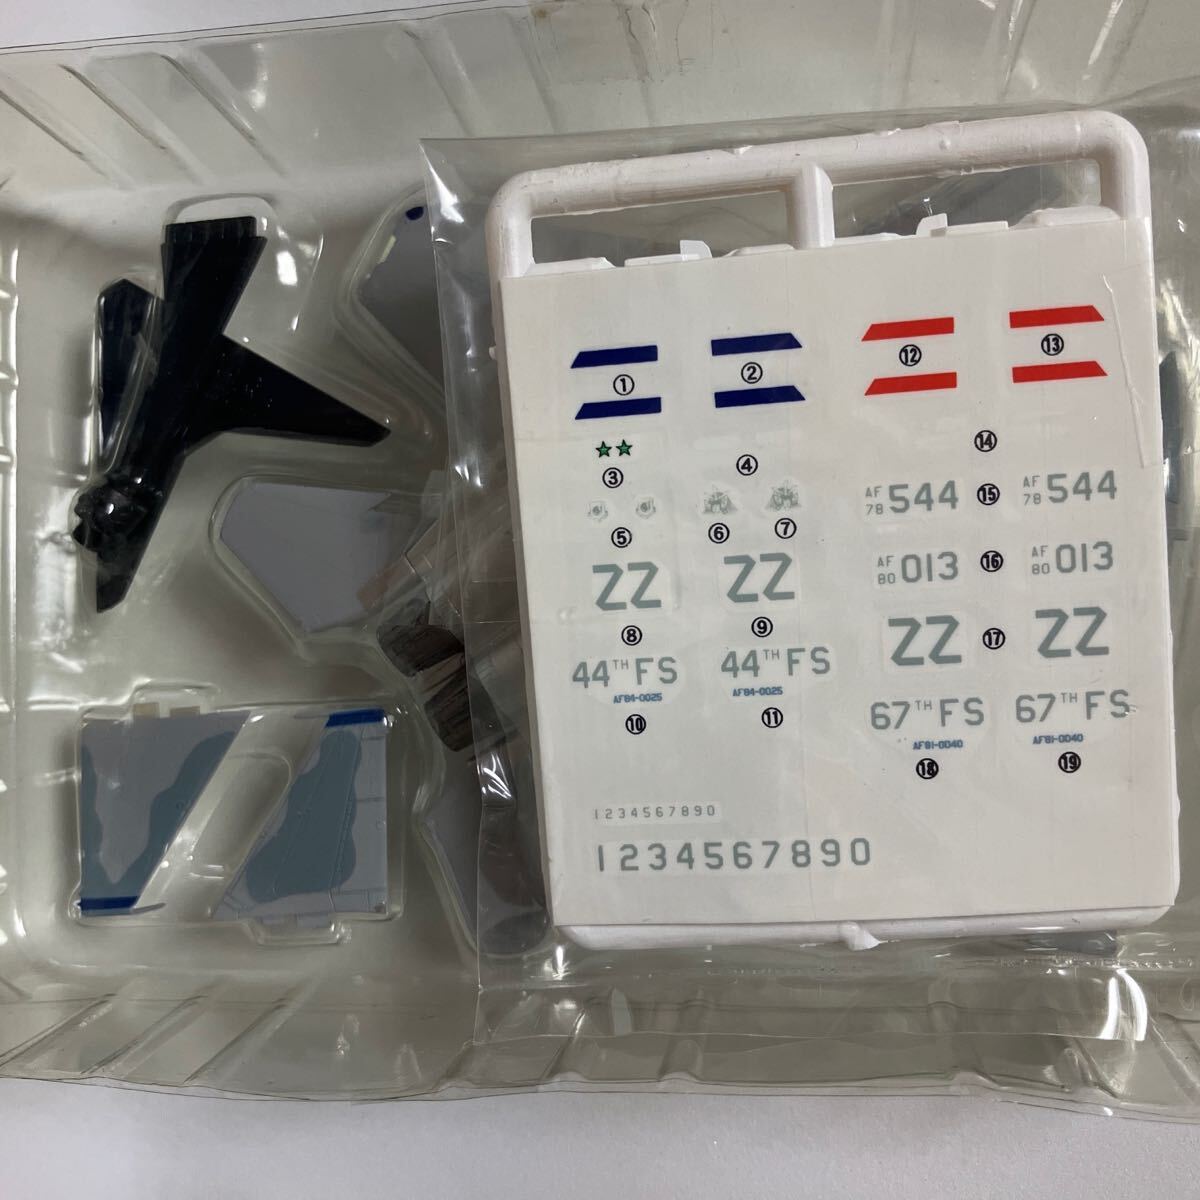 ① ② ⑫ ⑬
③ ④ ⑭
AF 78 544 ⑮ AF 78 544
⑤ ⑥ ⑦
ZZ ZZ AF 80 013 ⑯ AF 80 013
⑧ ⑨ ZZ ⑰ ZZ
44TH FS 44TH FS
AF84-0025 AF84-0025
⑩ ⑪
67TH FS 67TH FS
AF81-0040 AF81-0040
⑱ ⑲
1234567890
1234567890